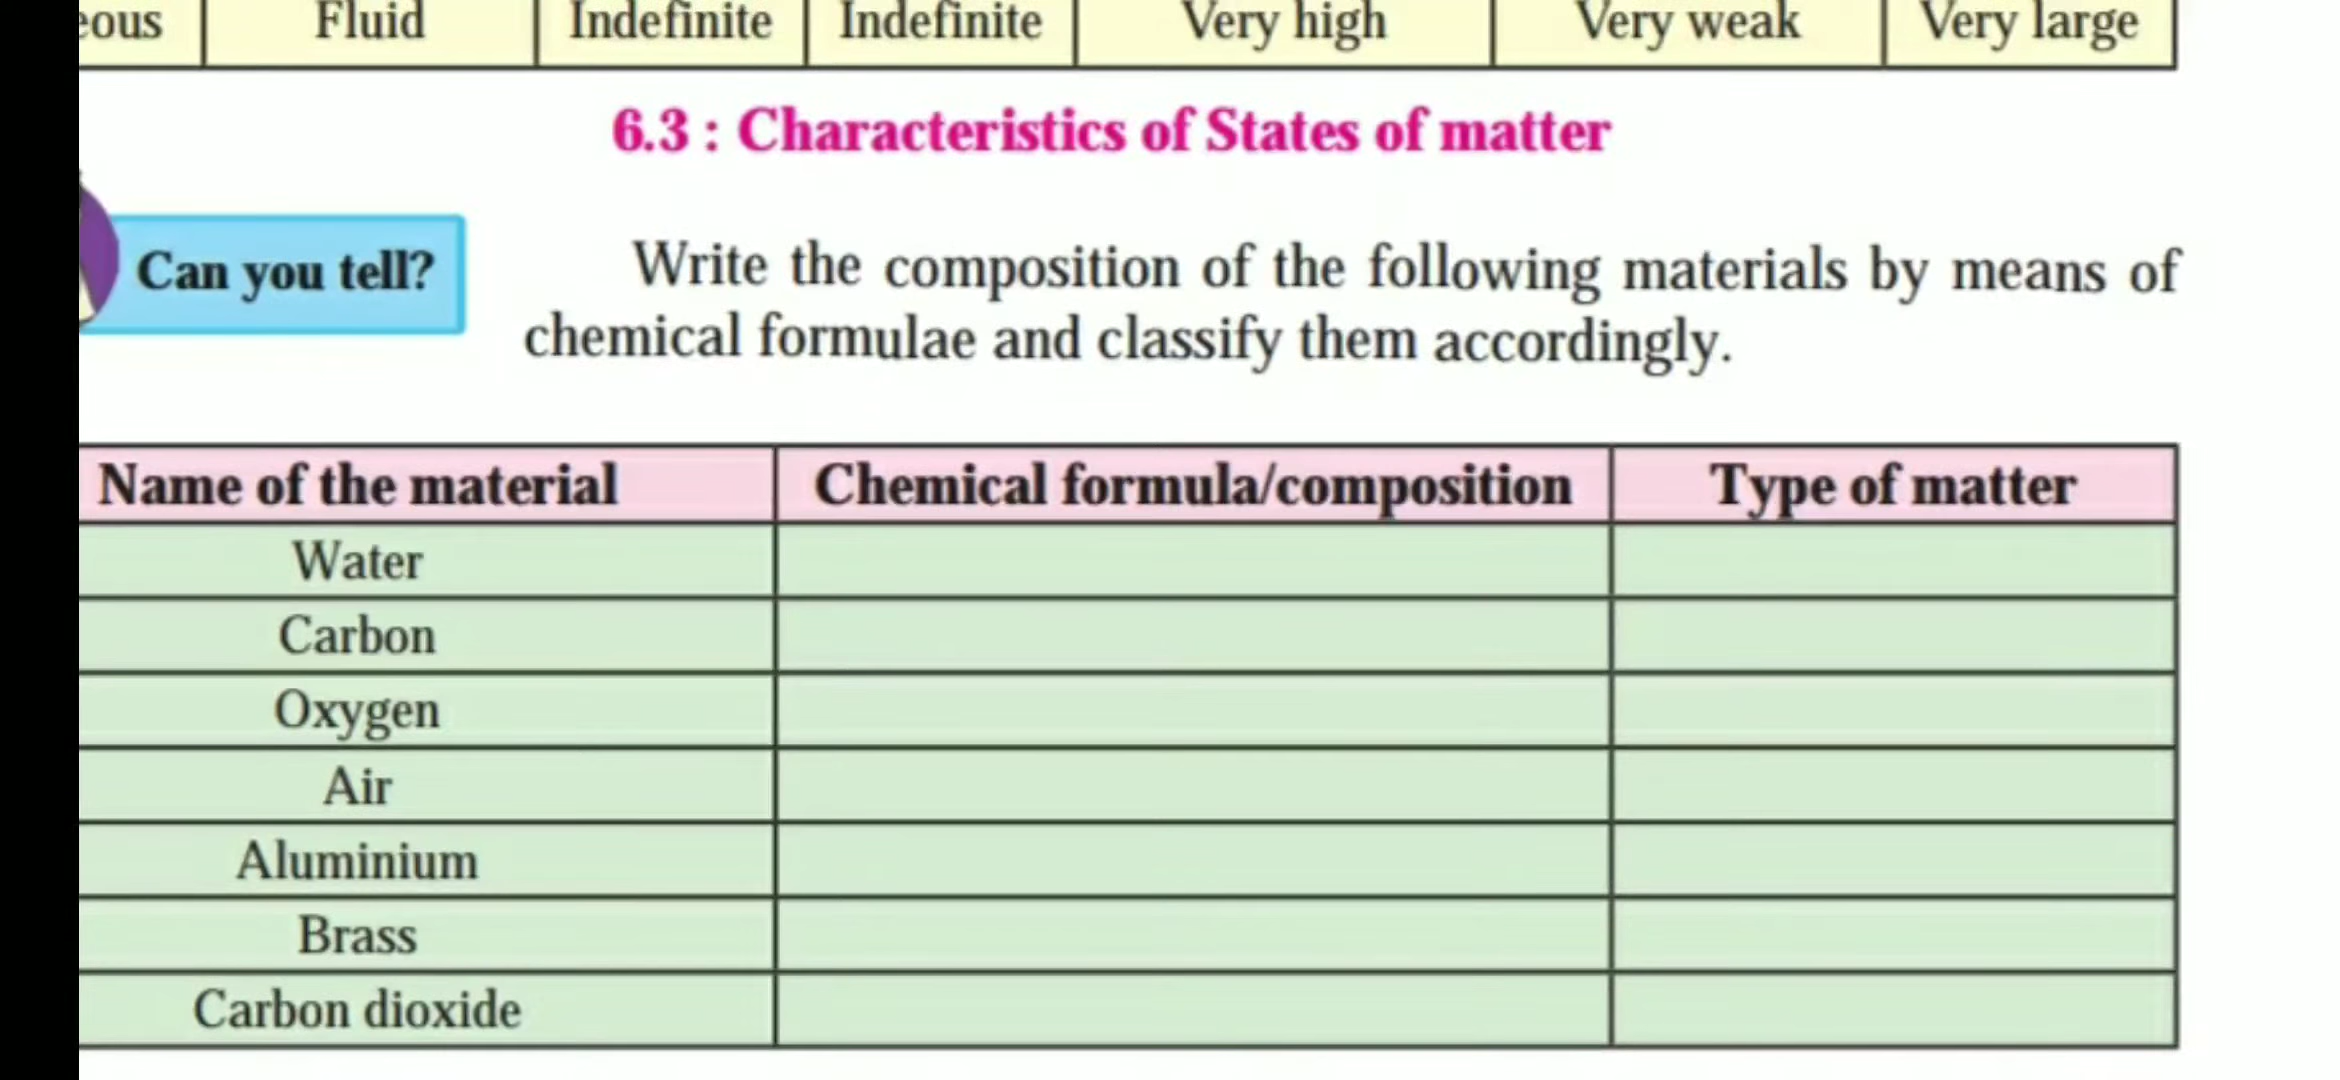 Fluid Indefinite Indefinite Very high Very weak Very large
6.3 : Characteristics of States of matter
Can you tell?
Write the composition of the following materials by means of
chemical formulae and classify them accordingly.
Name of the material Chemical formula/composition Type of matter
Water
Carbon
Oxygen
Air
Aluminium
Brass
Carbon dioxide